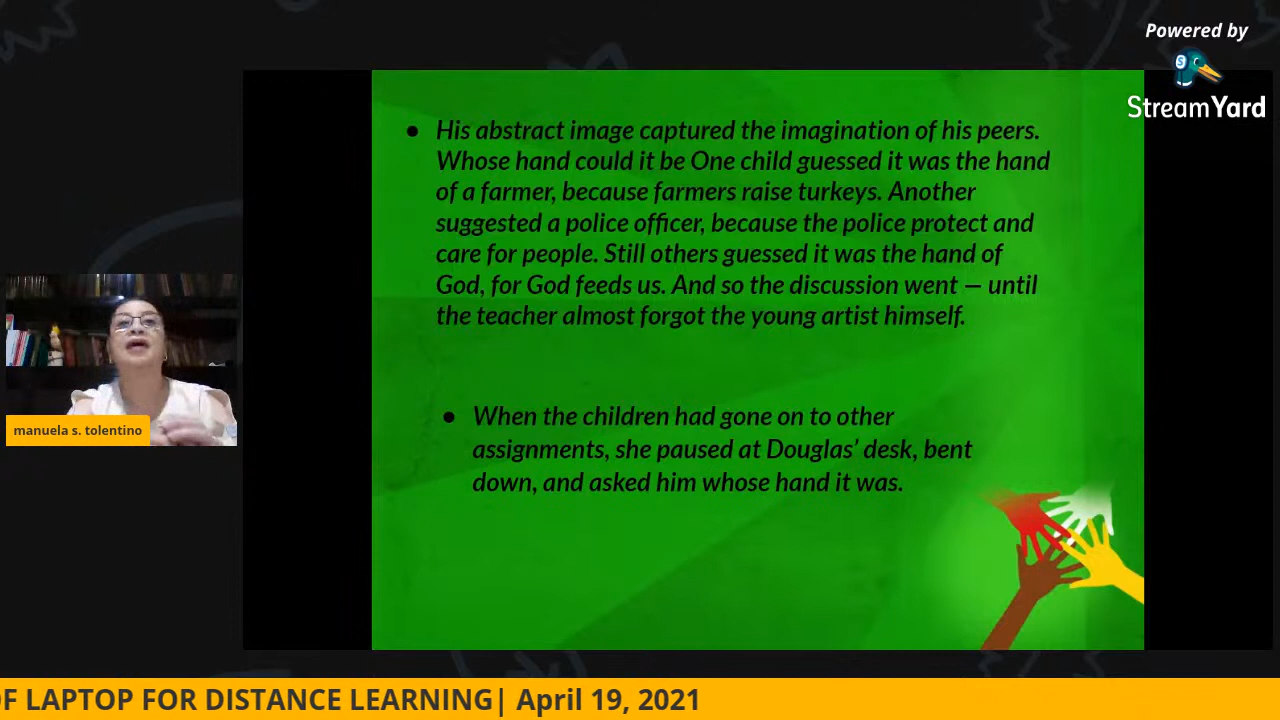 Powered by
StreamYard
● His abstract image captured the imagination of his peers.
Whose hand could it be One child guessed it was the hand
of a farmer, because farmers raise turkeys. Another
suggested a police officer, because the police protect and
care for people. Still others guessed it was the hand of
God, for God feeds us. And so the discussion went — until
the teacher almost forgot the young artist himself.
● When the children had gone on to other
assignments, she paused at Douglas’ desk, bent
down, and asked him whose hand it was.
manuela s. tolentino
OF LAPTOP FOR DISTANCE LEARNING| April 19, 2021